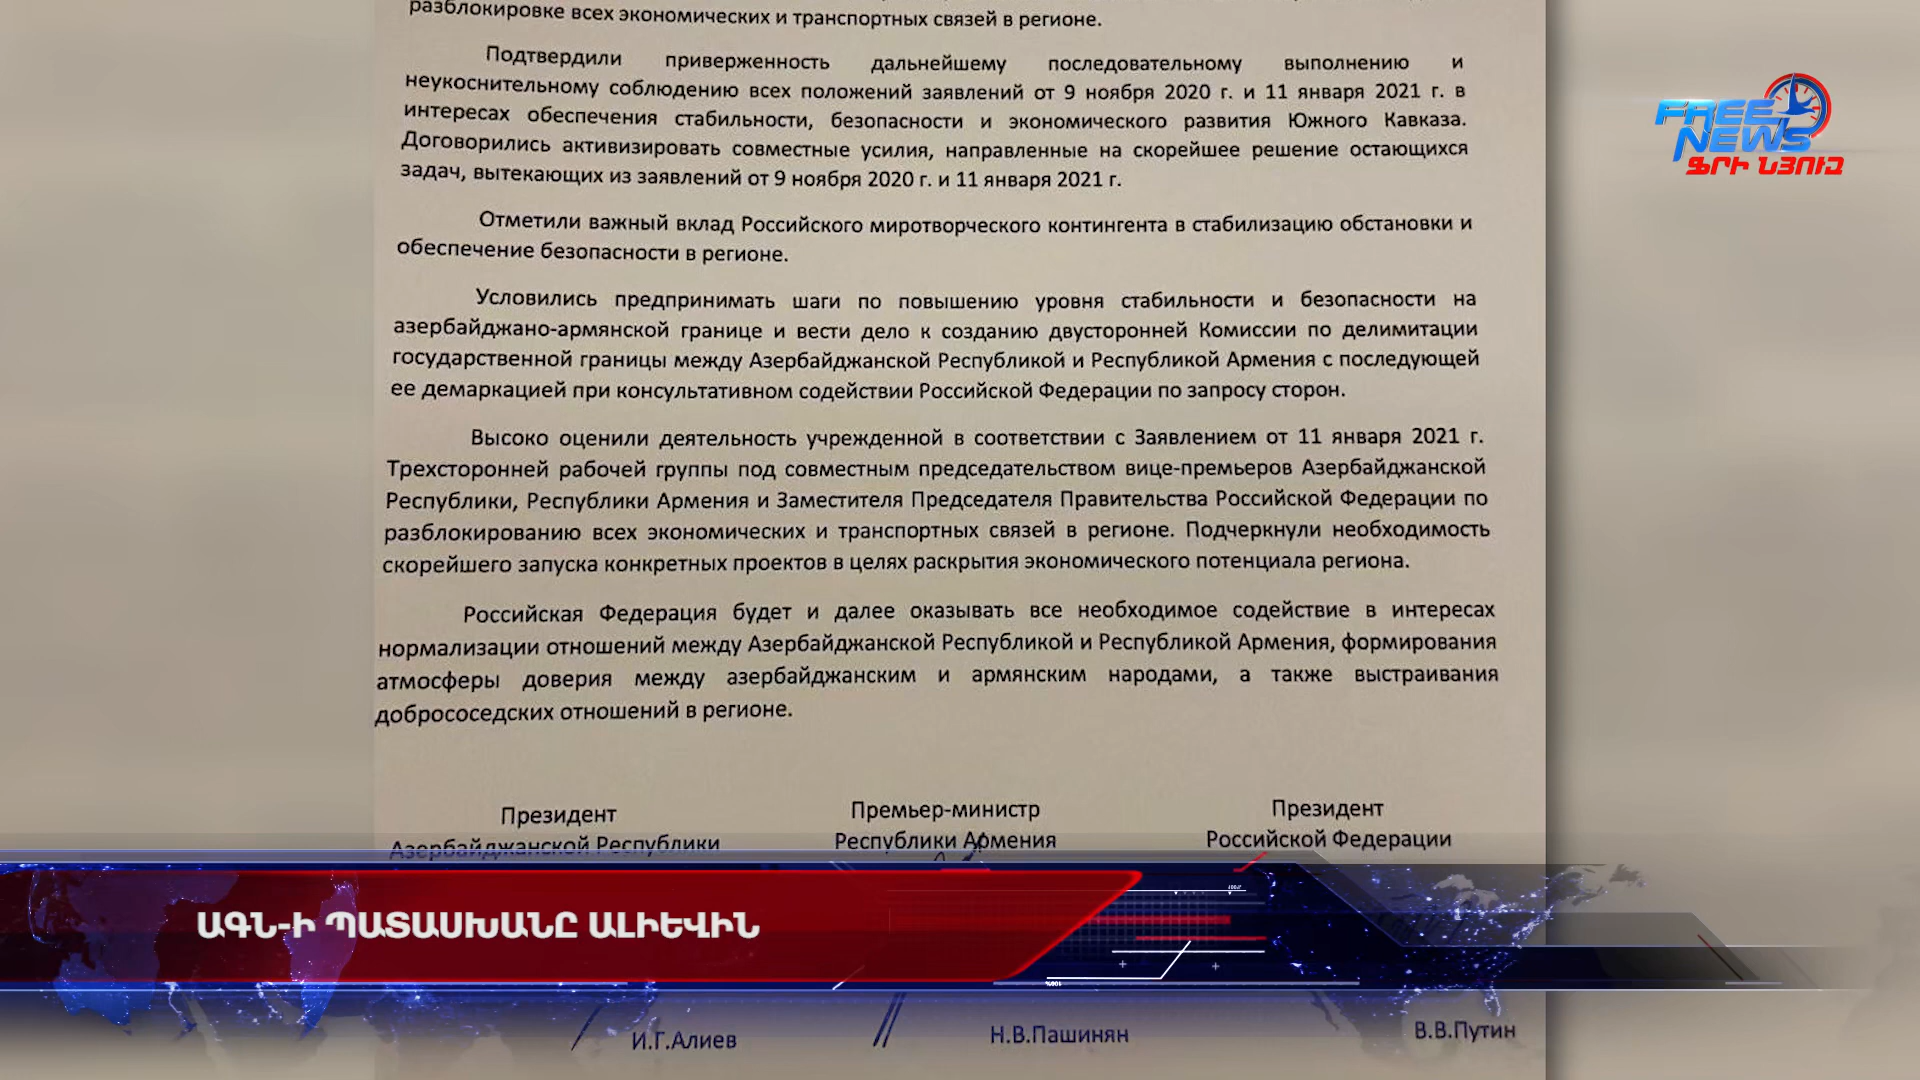 разблокировке всех экономических и транспортных связей в регионе.
Подтвердили приверженность дальнейшему последовательному выполнению и
неукоснительному соблюдению всех положений заявлений от 9 ноября 2020 г. и 11 января 2021 г. в
интересах обеспечения стабильности, безопасности и экономического развития Южного Кавказа.
Договорились активизировать совместные усилия, направленные на скорейшее решение остающихся
задач, вытекающих из заявлений от 9 ноября 2020 г. и 11 января 2021 г.
Отметили важный вклад Российского миротворческого контингента в стабилизацию обстановки и
обеспечение безопасности в регионе.
Условились предпринимать шаги по повышению уровня стабильности и безопасности на
азербайджано-армянской границе и вести дело к созданию двусторонней Комиссии по делимитации
государственной границы между Азербайджанской Республикой и Республикой Армения с последующей
ее демаркацией при консультативном содействии Российской Федерации по запросу сторон.
Высоко оценили деятельность учрежденной в соответствии с Заявлением от 11 января 2021 г.
Трехсторонней рабочей группы под совместным председательством вице-премьеров Азербайджанской
Республики, Республики Армения и Заместителя Председателя Правительства Российской Федерации по
разблокированию всех экономических и транспортных связей в регионе. Подчеркнули необходимость
скорейшего запуска конкретных проектов в целях раскрытия экономического потенциала региона.
Российская Федерация будет и далее оказывать все необходимое содействие в интересах
нормализации отношений между Азербайджанской Республикой и Республикой Армения, формирования
атмосферы доверия между азербайджанским и армянским народами, а также выстраивания
добрососедских отношений в регионе.
Президент
Азербайджанской Республики
Премьер-министр
Республики Армения
Президент
Российской Федерации
И.Г.Алиев
Н.В.Пашинян
В.В.Путин
FREE
NEWS
ՖՐԻ ՆՅՈՒԶ
ԱԳՆ-Ի ՊԱՏԱՍԽԱՆԸ ԱԼԻԵՎԻՆ